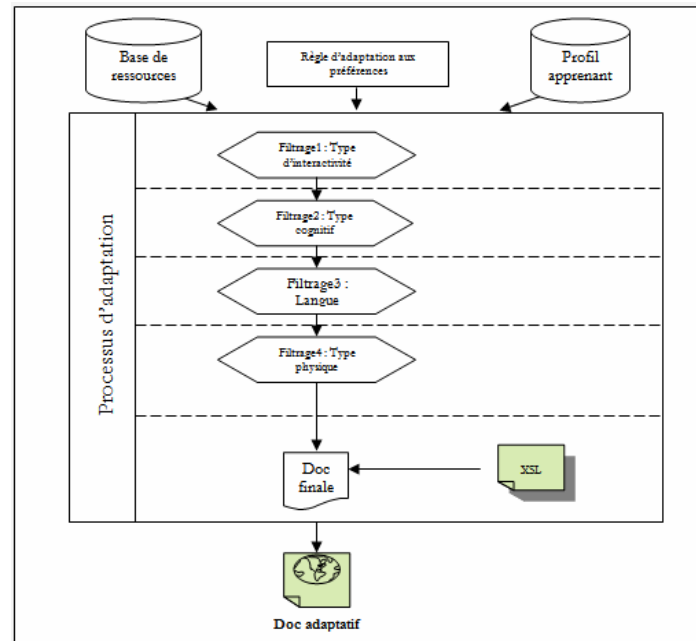 Base de
ressources
Règle d'adaptation aux
préférences
Profil
apprenant
Processus d'adaptation
Filtrage1 : Type
d'interactivité
Filtrage2 : Type
cognitif
Filtrage3 :
Langue
Filtrage4 : Type
physique
Doc
finale
XSL
Doc adaptatif